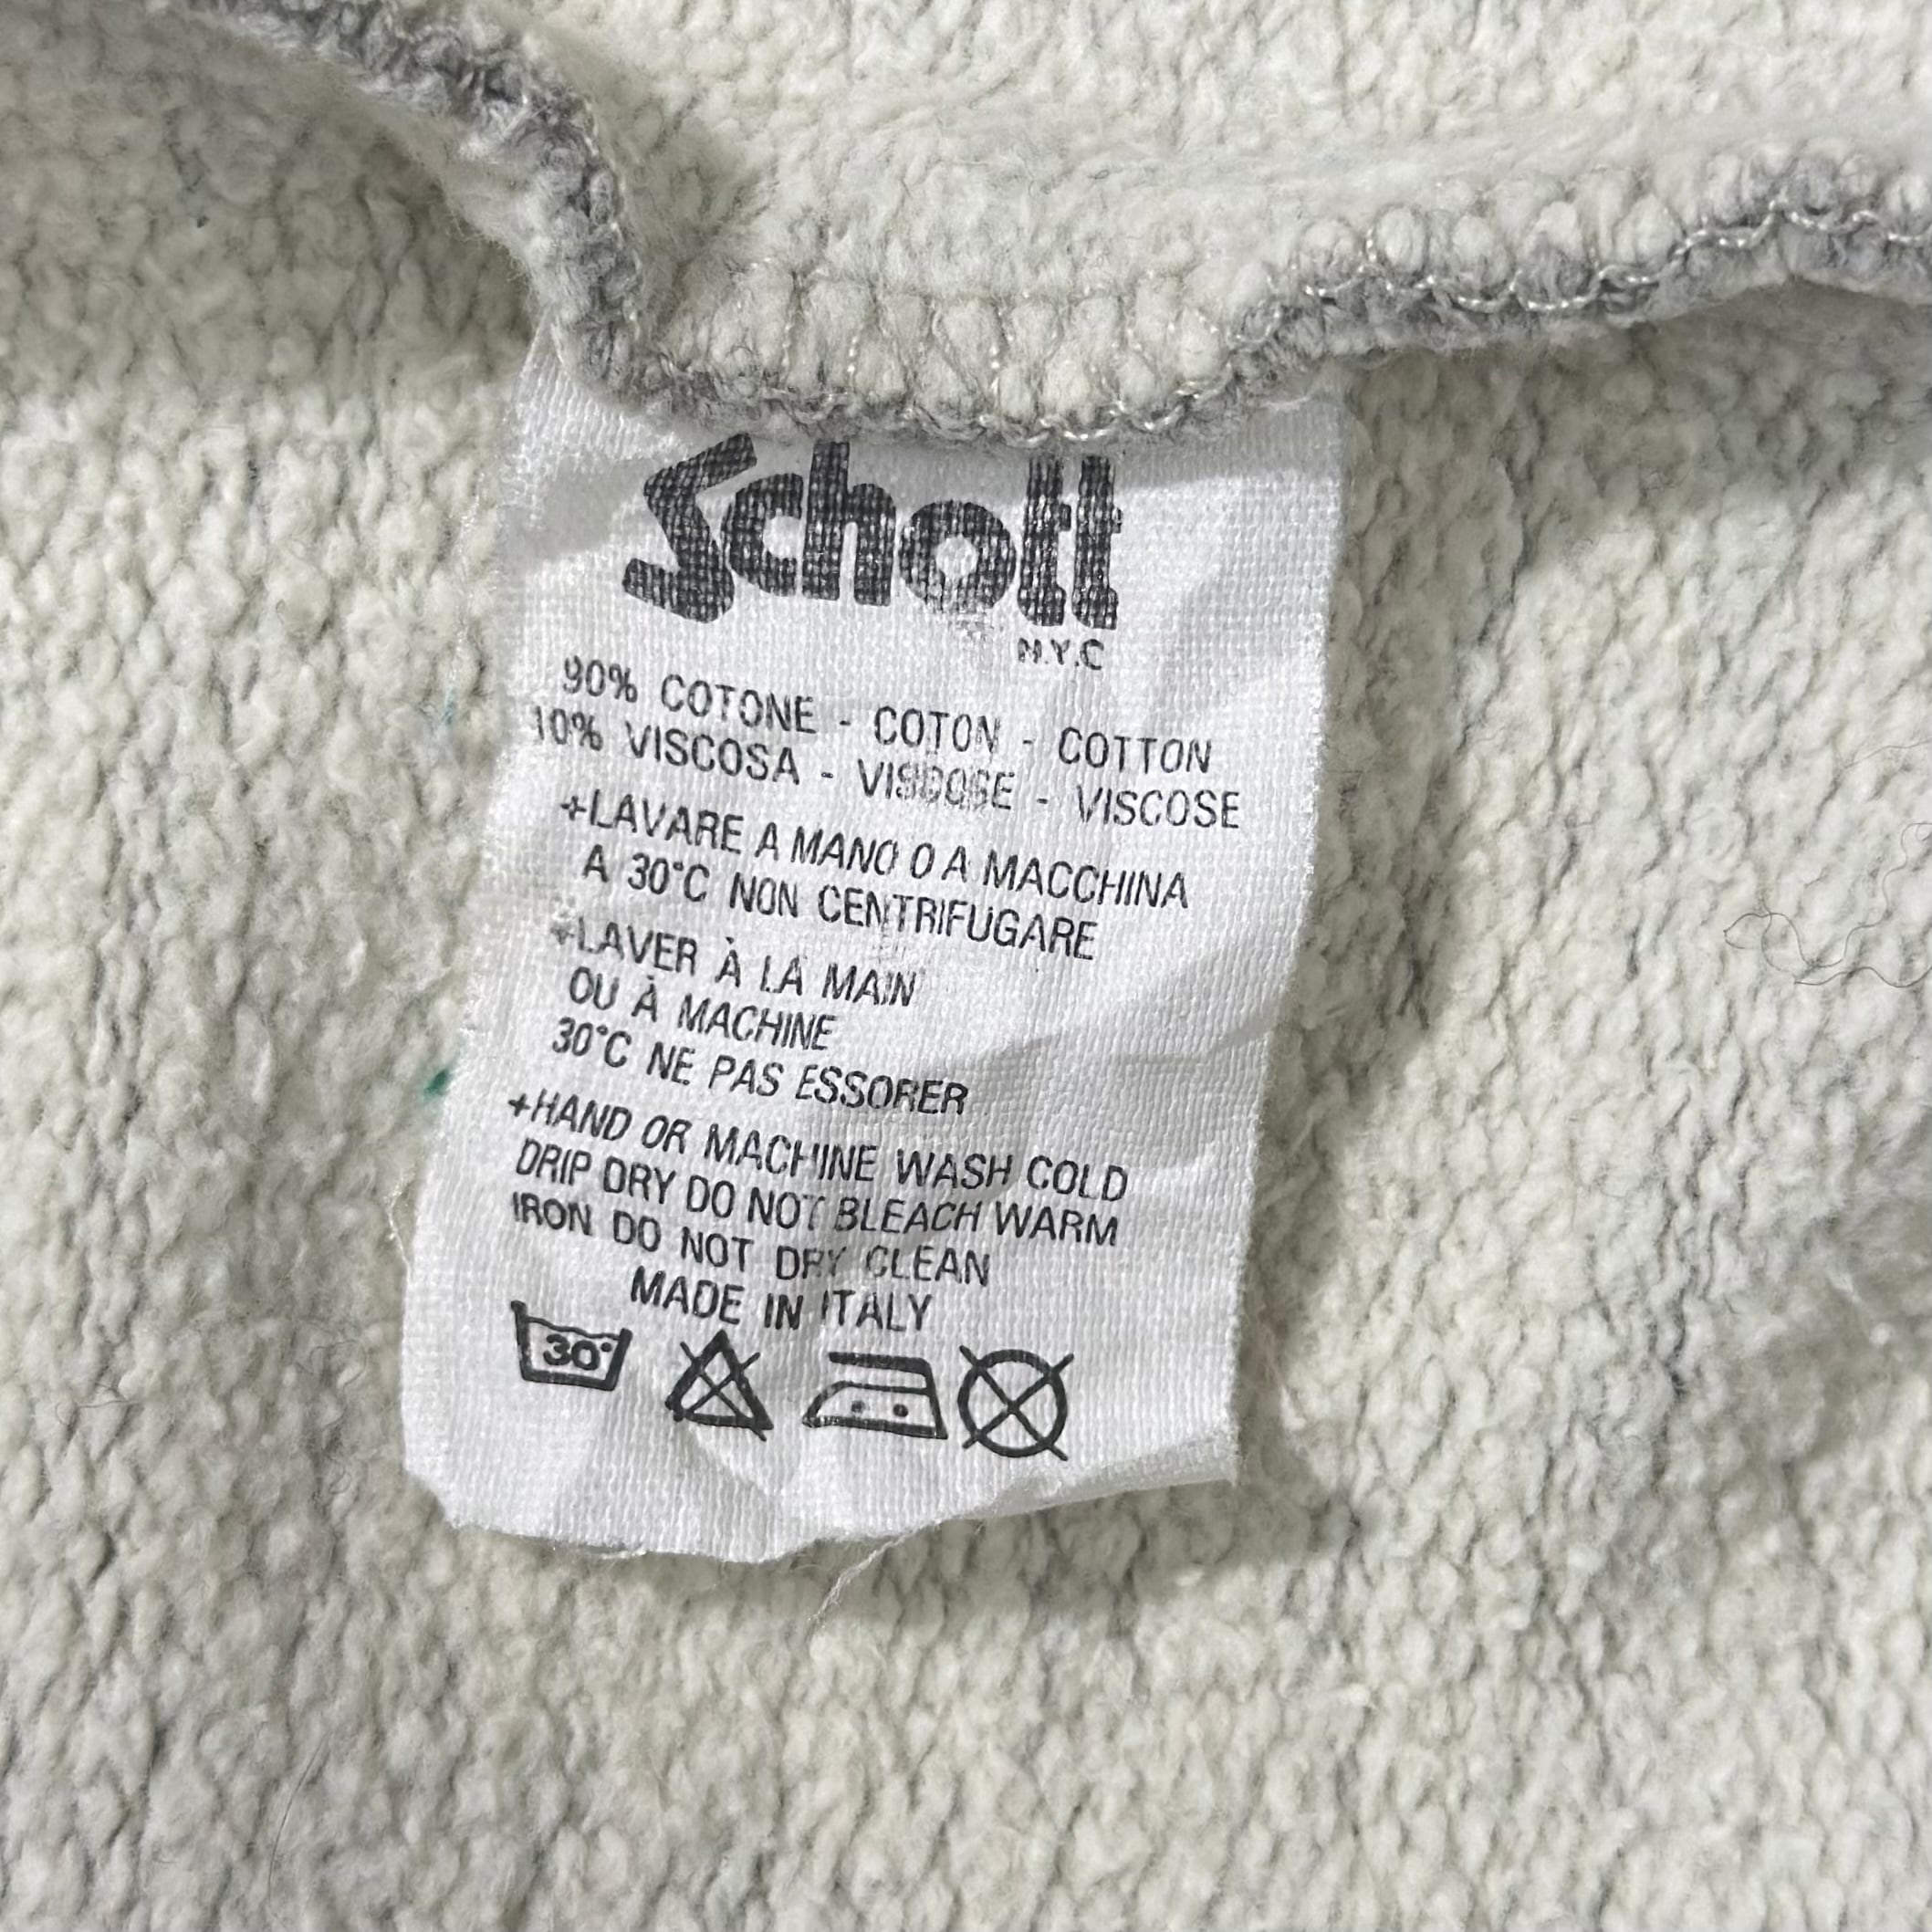 Schott
N.Y.C
90% COTONE - COTON - COTTON
10% VISCOSA - VISCOSE - VISCOSE
+LAVARE A MANO O A MACCHINA
A 30°C NON CENTRIFUGARE
+LAVER À LA MAIN
OU À MACHINE
30°C NE PAS ESSORER
+HAND OR MACHINE WASH COLD
DRIP DRY DO NOT BLEACH WARM
IRON DO NOT DRY CLEAN
MADE IN ITALY
30°